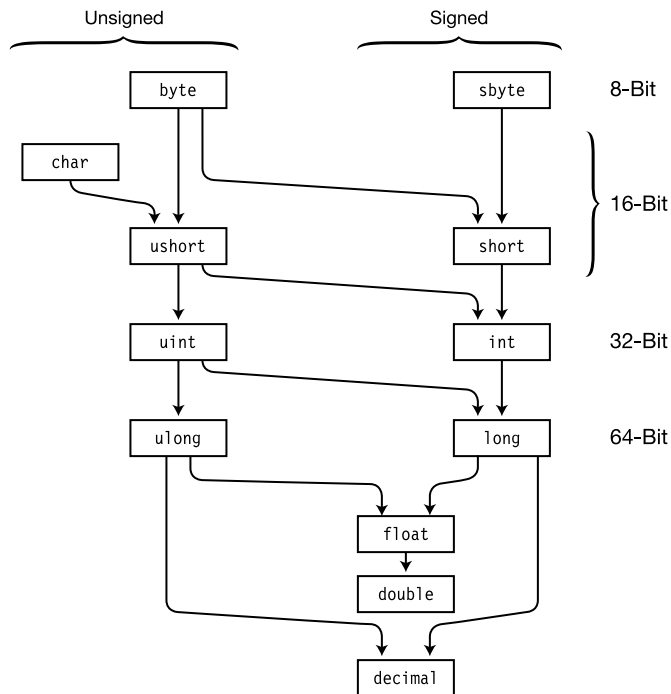 Unsigned
Signed
byte
sbyte
8-Bit
char
16-Bit
ushort
short
uint
int
32-Bit
ulong
long
64-Bit
float
double
decimal